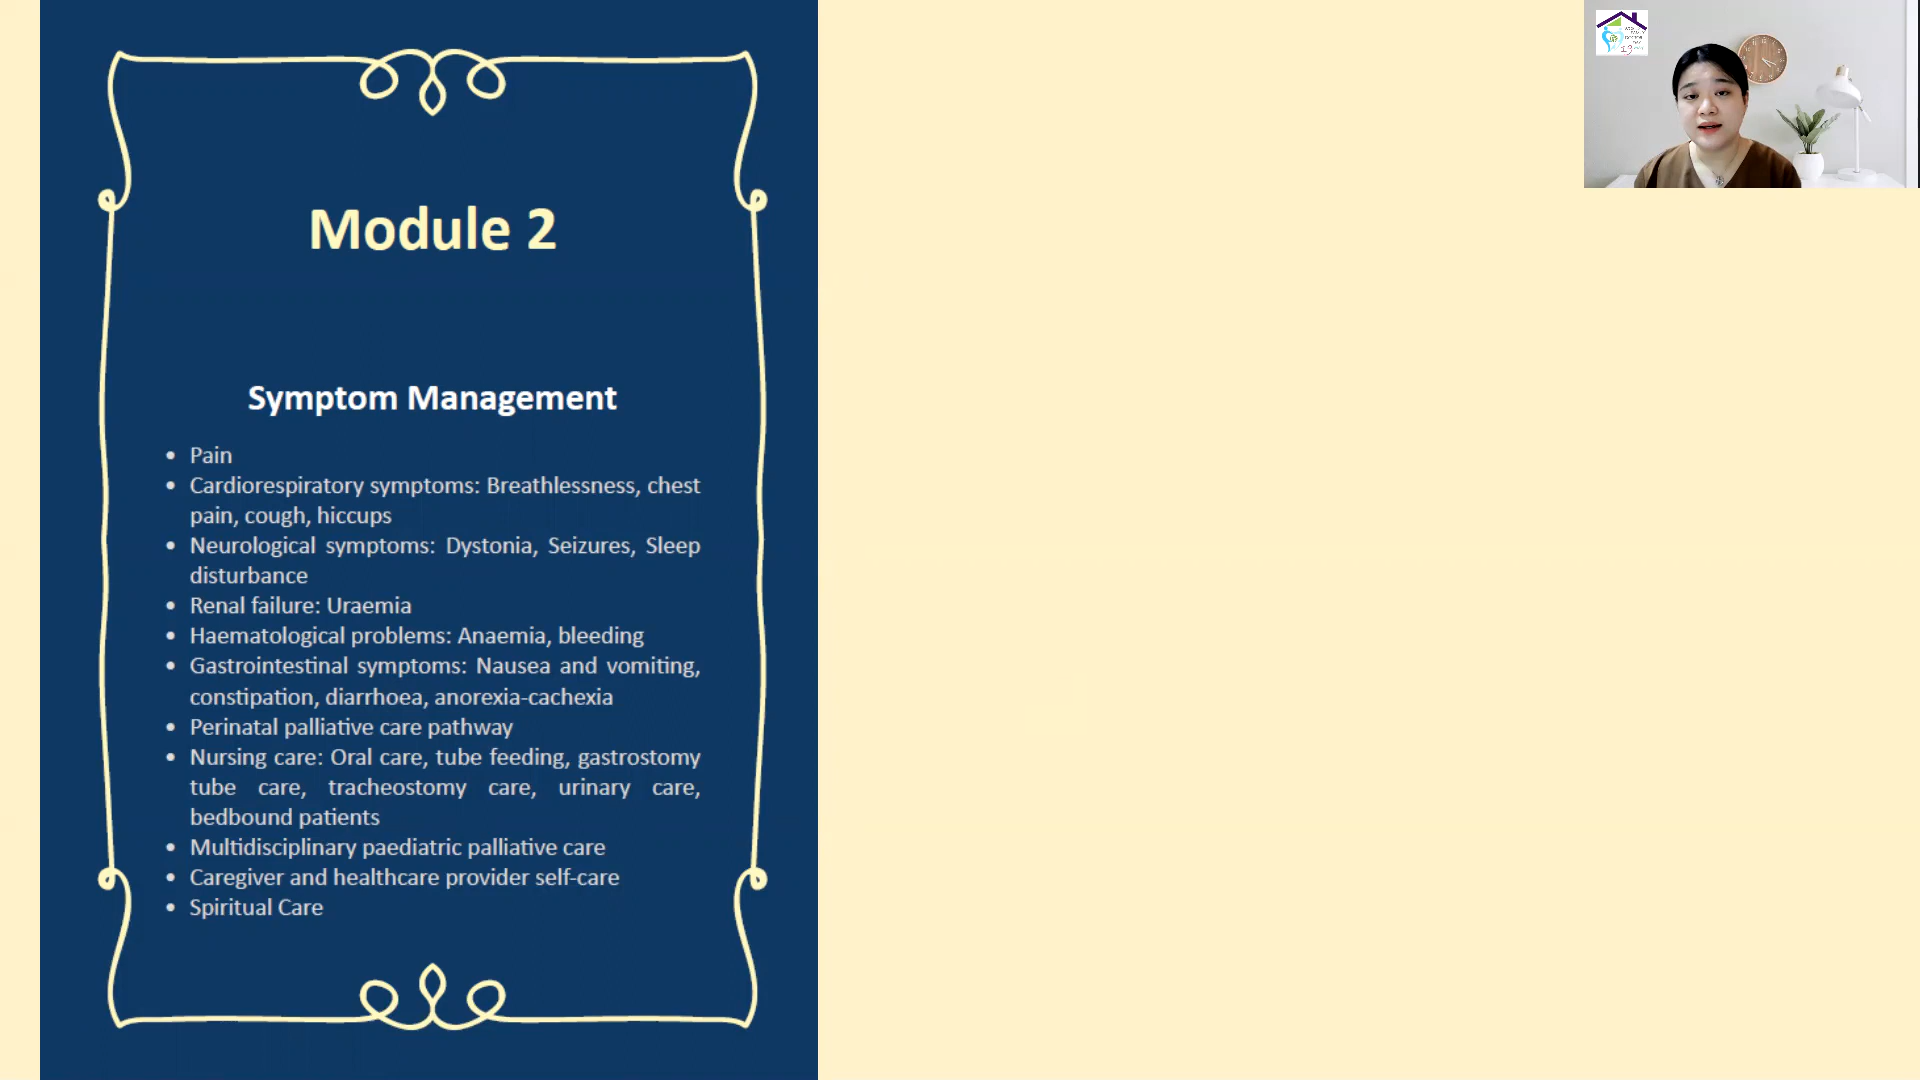 Module 2
Symptom Management
• Pain
• Cardiorespiratory symptoms: Breathlessness, chest
pain, cough, hiccups
• Neurological symptoms: Dystonia, Seizures, Sleep
disturbance
• Renal failure: Uraemia
• Haematological problems: Anaemia, bleeding
• Gastrointestinal symptoms: Nausea and vomiting,
constipation, diarrhoea, anorexia-cachexia
• Perinatal palliative care pathway
• Nursing care: Oral care, tube feeding, gastrostomy
tube care, tracheostomy care, urinary care,
bedbound patients
• Multidisciplinary paediatric palliative care
• Caregiver and healthcare provider self-care
• Spiritual Care